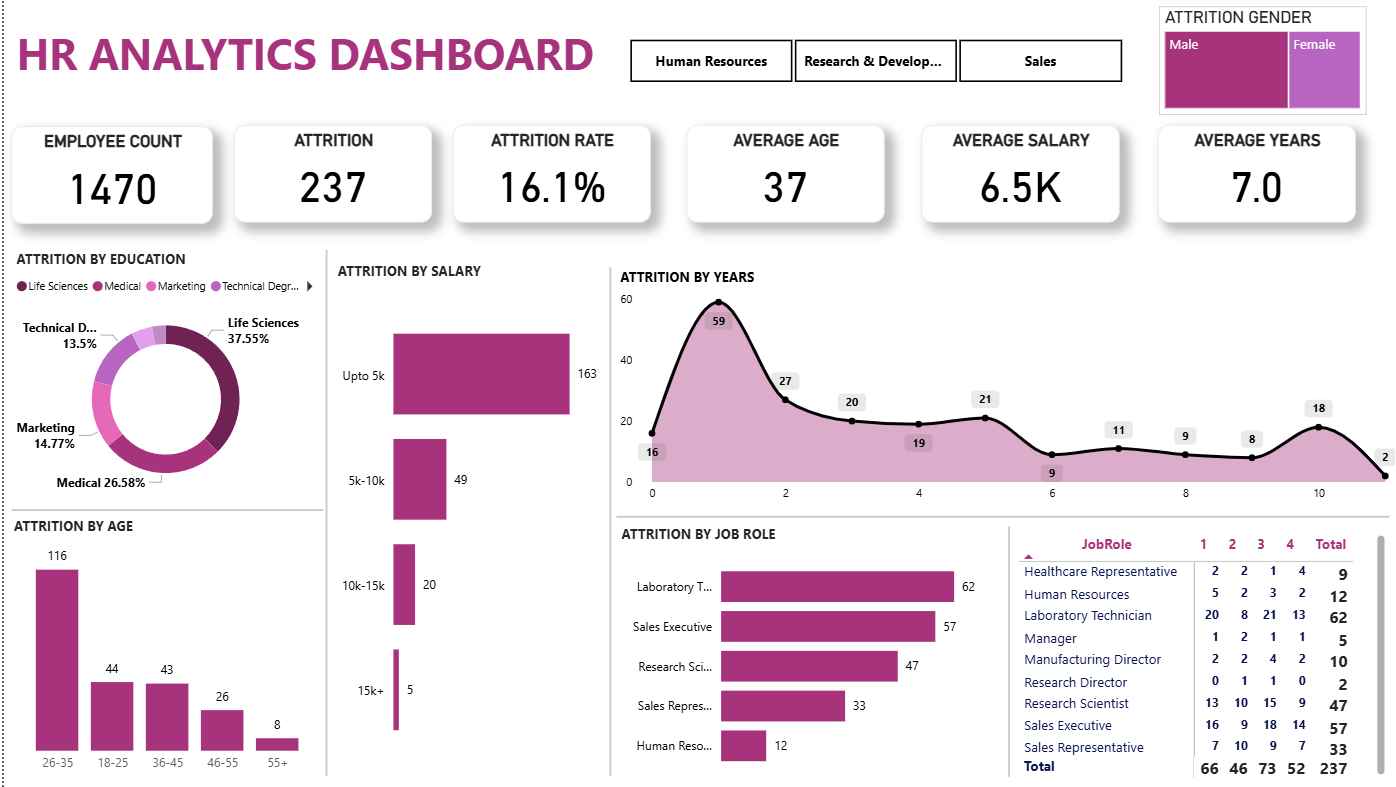 HR ANALYTICS DASHBOARD
Human Resources
Research & Develop...
Sales
ATTRITION GENDER
Male
Female
EMPLOYEE COUNT
1470
ATTRITION
237
ATTRITION RATE
16.1%
AVERAGE AGE
37
AVERAGE SALARY
6.5K
AVERAGE YEARS
7.0
ATTRITION BY EDUCATION
Life Sciences Medical Marketing Technical Degr...
Technical D...
13.5%
Life Sciences
37.55%
Marketing
14.77%
Medical 26.58%
ATTRITION BY AGE
116
44
43
26
8
26-35 18-25 36-45 46-55 55+
ATTRITION BY SALARY
Upto 5k 163
5k-10k 49
10k-15k 20
15k+ 5
ATTRITION BY YEARS
60
40
20
0
16
59
27
20
19
21
9
11
9
8
18
2
0 2 4 6 8 10
ATTRITION BY JOB ROLE
Laboratory T... 62
Sales Executive 57
Research Sci... 47
Sales Repres... 33
Human Reso... 12
JobRole 1 2 3 4 Total
Healthcare Representative 2 2 1 4 9
Human Resources 5 2 3 2 12
Laboratory Technician 20 8 21 13 62
Manager 1 2 1 1 5
Manufacturing Director 2 2 4 2 10
Research Director 0 1 1 0 2
Research Scientist 13 10 15 9 47
Sales Executive 16 9 18 14 57
Sales Representative 7 10 9 7 33
Total 66 46 73 52 237